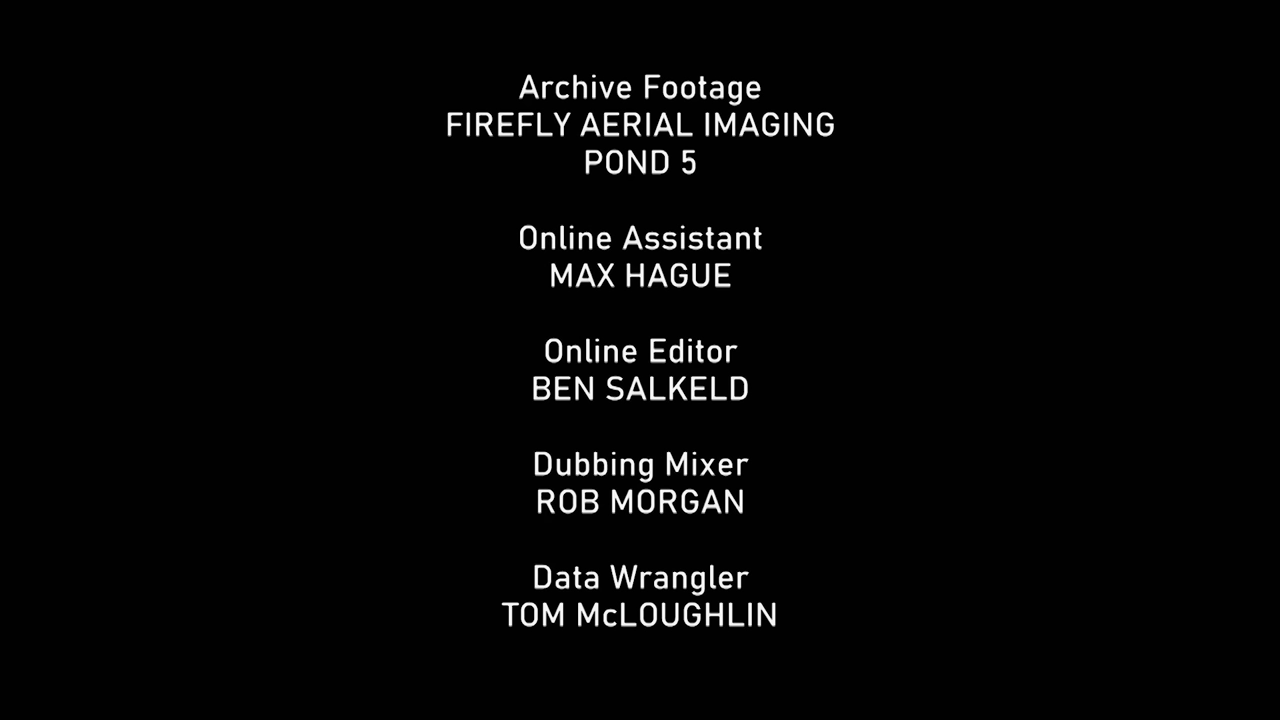 Archive Footage
FIREFLY AERIAL IMAGING
POND 5
Online Assistant
MAX HAGUE
Online Editor
BEN SALKELD
Dubbing Mixer
ROB MORGAN
Data Wrangler
TOM McLOUGHLIN